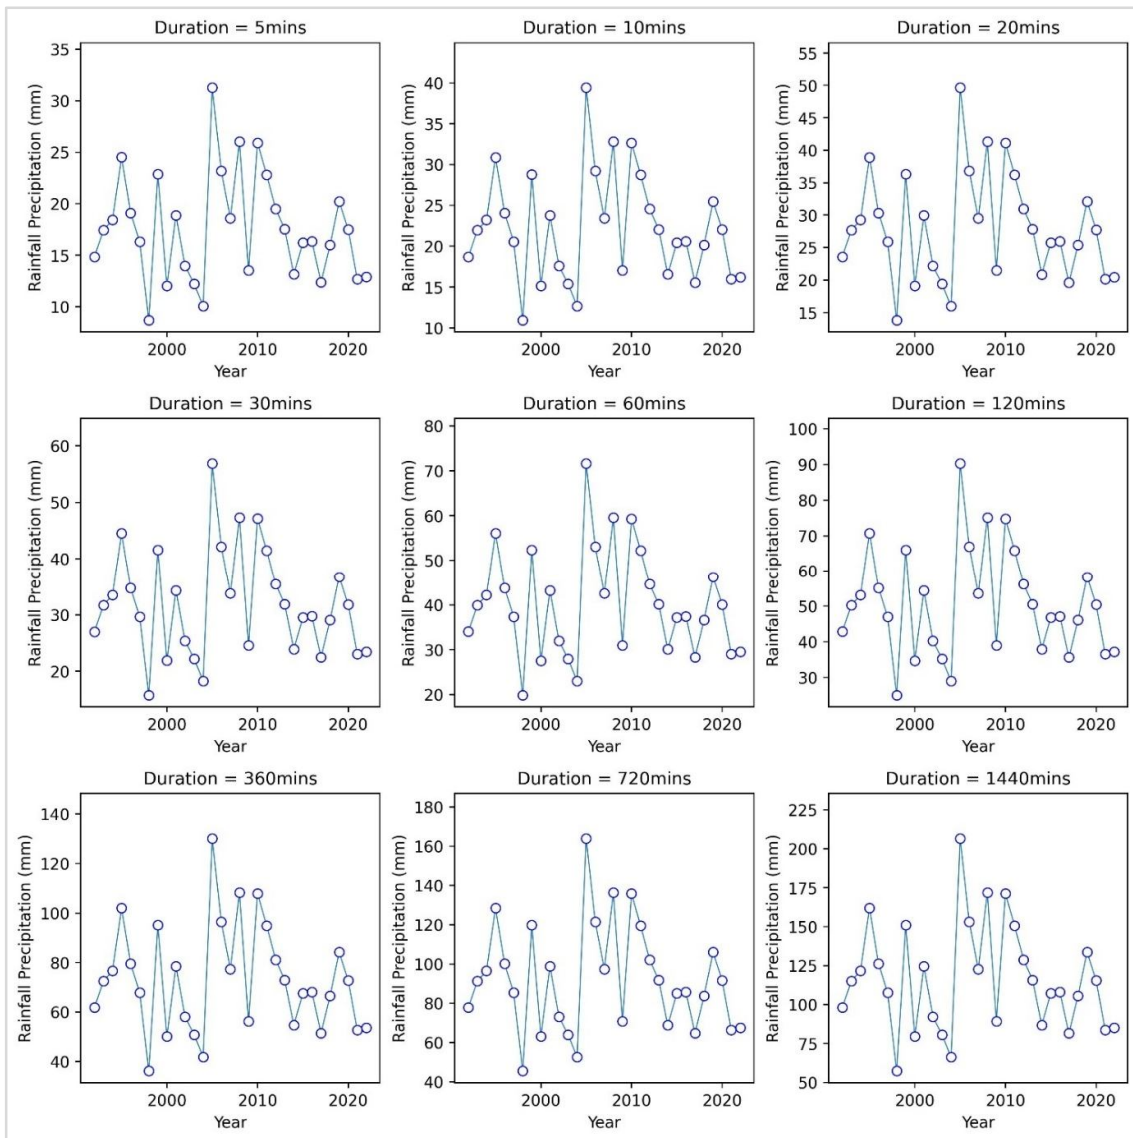 Duration = 5mins
Rainfall Precipitation (mm)
35
30
25
20
15
10
2000 2010 2020
Year
Duration = 10mins
Rainfall Precipitation (mm)
40
35
30
25
20
15
10
2000 2010 2020
Year
Duration = 20mins
Rainfall Precipitation (mm)
55
50
45
40
35
30
25
20
15
2000 2010 2020
Year
Duration = 30mins
Rainfall Precipitation (mm)
60
50
40
30
20
2000 2010 2020
Year
Duration = 60mins
Rainfall Precipitation (mm)
80
70
60
50
40
30
20
2000 2010 2020
Year
Duration = 120mins
Rainfall Precipitation (mm)
100
90
80
70
60
50
40
30
2000 2010 2020
Year
Duration = 360mins
Rainfall Precipitation (mm)
140
120
100
80
60
40
2000 2010 2020
Year
Duration = 720mins
Rainfall Precipitation (mm)
180
160
140
120
100
80
60
40
2000 2010 2020
Year
Duration = 1440mins
Rainfall Precipitation (mm)
225
200
175
150
125
100
75
50
2000 2010 2020
Year